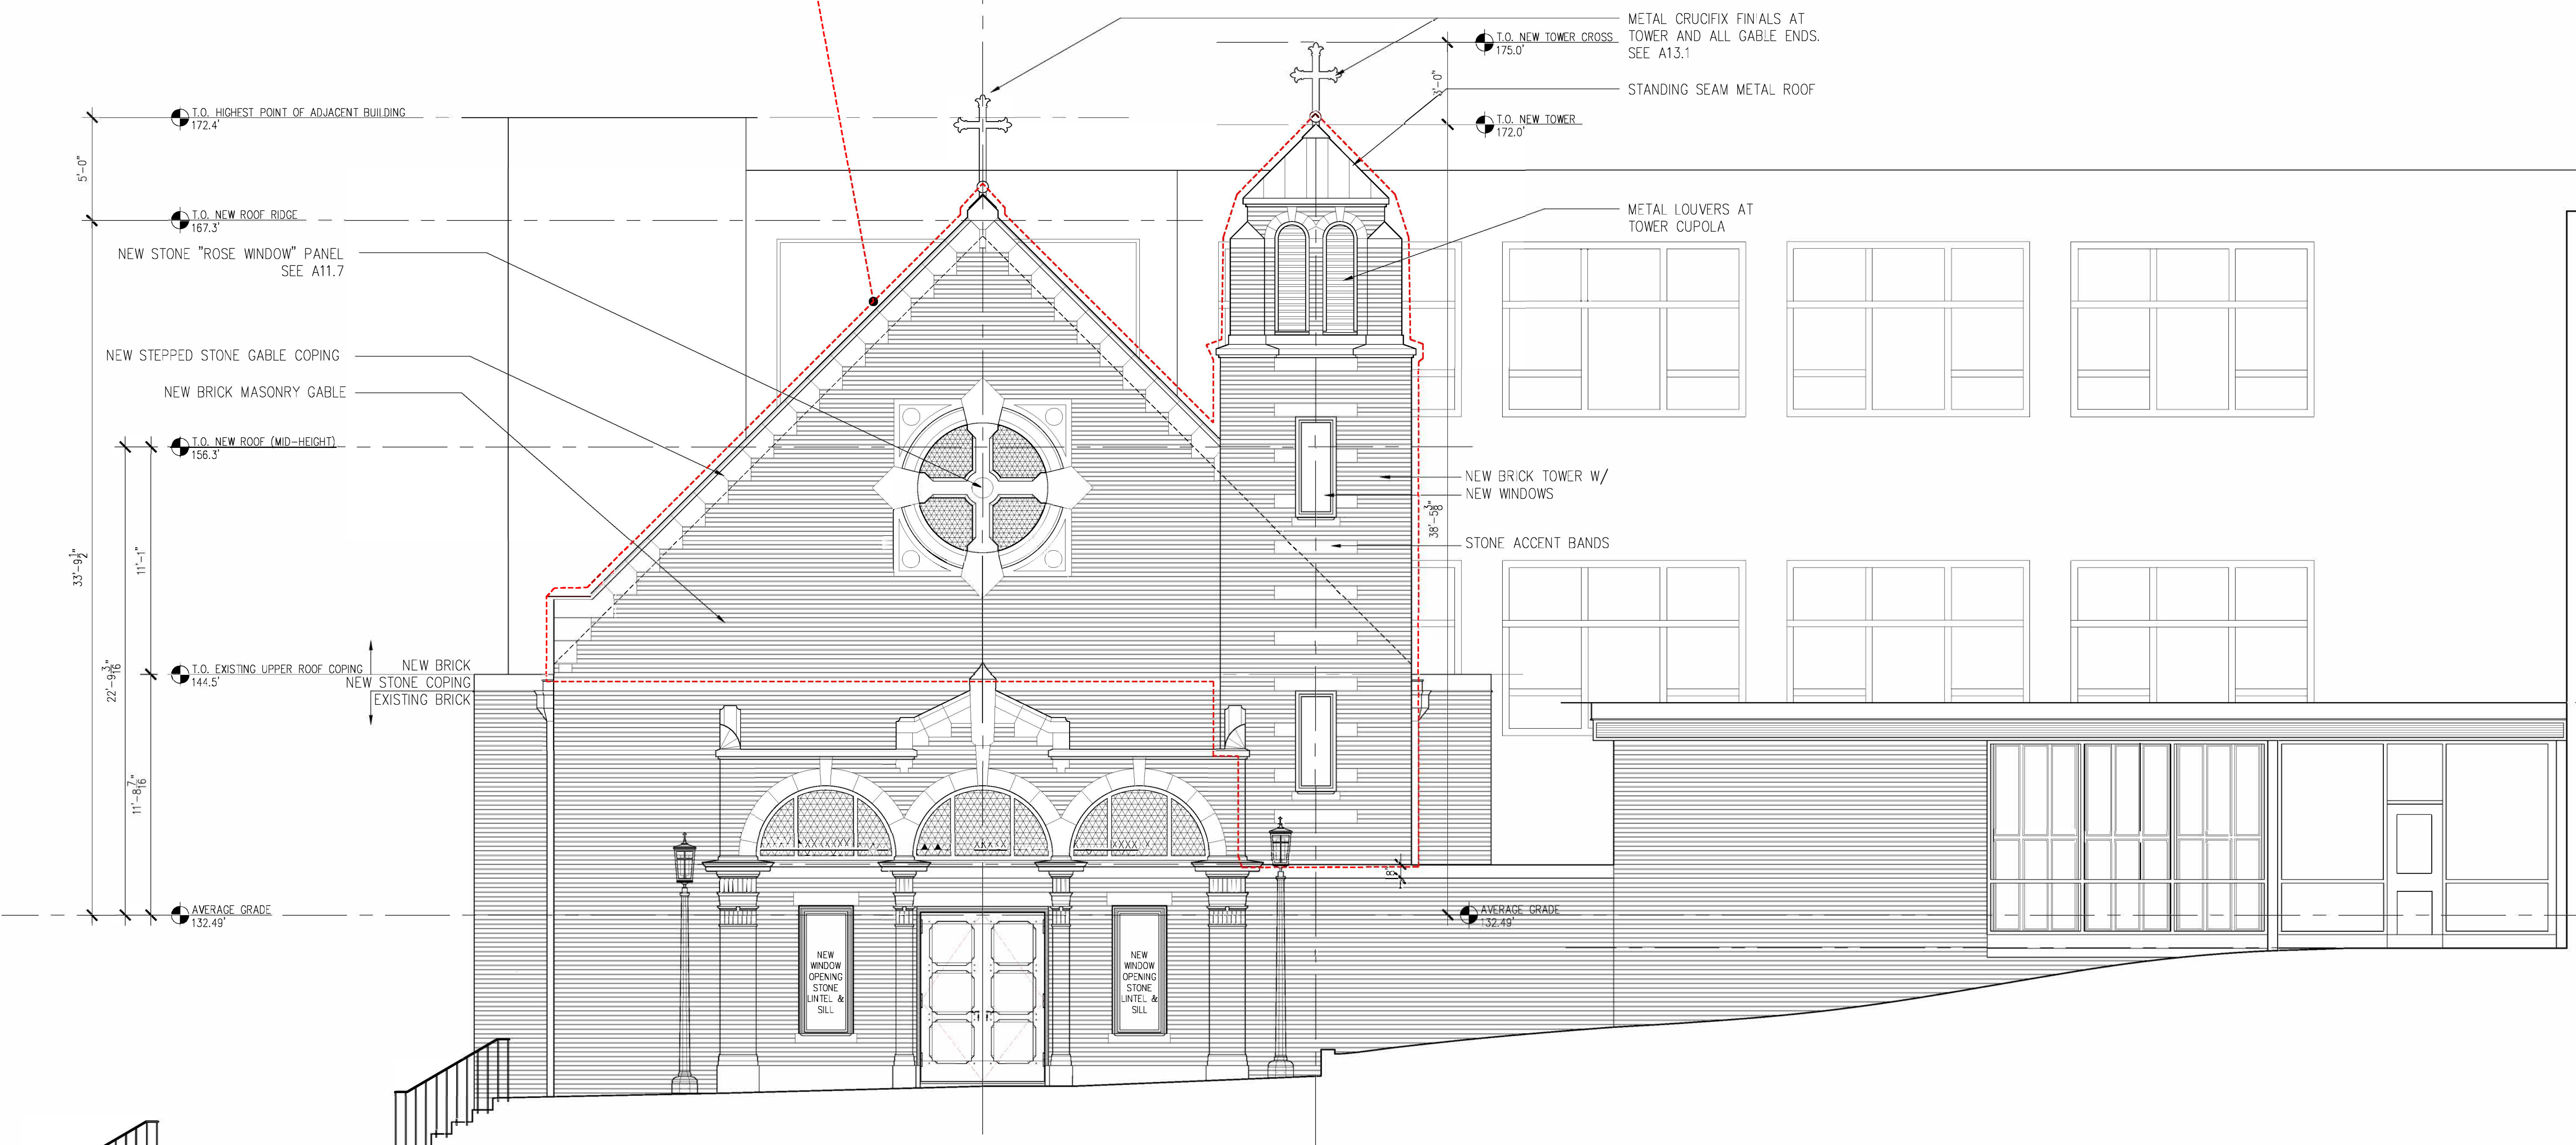 METAL CRUCIFIX FINIALS AT
TOWER AND ALL GABLE ENDS.
SEE A13.1
T.O. NEW TOWER CROSS
175.0'
3'-0"
STANDING SEAM METAL ROOF
T.O. HIGHEST POINT OF ADJACENT BUILDING
172.4'
T.O. NEW TOWER
172.0'
5'-0"
T.O. NEW ROOF RIDGE
167.3'
METAL LOUVERS AT
TOWER CUPOLA
NEW STONE "ROSE WINDOW" PANEL
SEE A11.7
NEW STEPPED STONE GABLE COPING
NEW BRICK MASONRY GABLE
T.O. NEW ROOF (MID-HEIGHT)
156.3'
NEW BRICK TOWER W/
NEW WINDOWS
38'-5 3/8"
STONE ACCENT BANDS
33'-9 1/2"
11'-1"
22'-9 3/16"
T.O. EXISTING UPPER ROOF COPING
144.5'
NEW BRICK
NEW STONE COPING
EXISTING BRICK
11'-8 7/16"
AVERAGE GRADE
132.49'
AVERAGE GRADE
132.49'
NEW
WINDOW
OPENING
STONE
LINTEL &
SILL
NEW
WINDOW
OPENING
STONE
LINTEL &
SILL